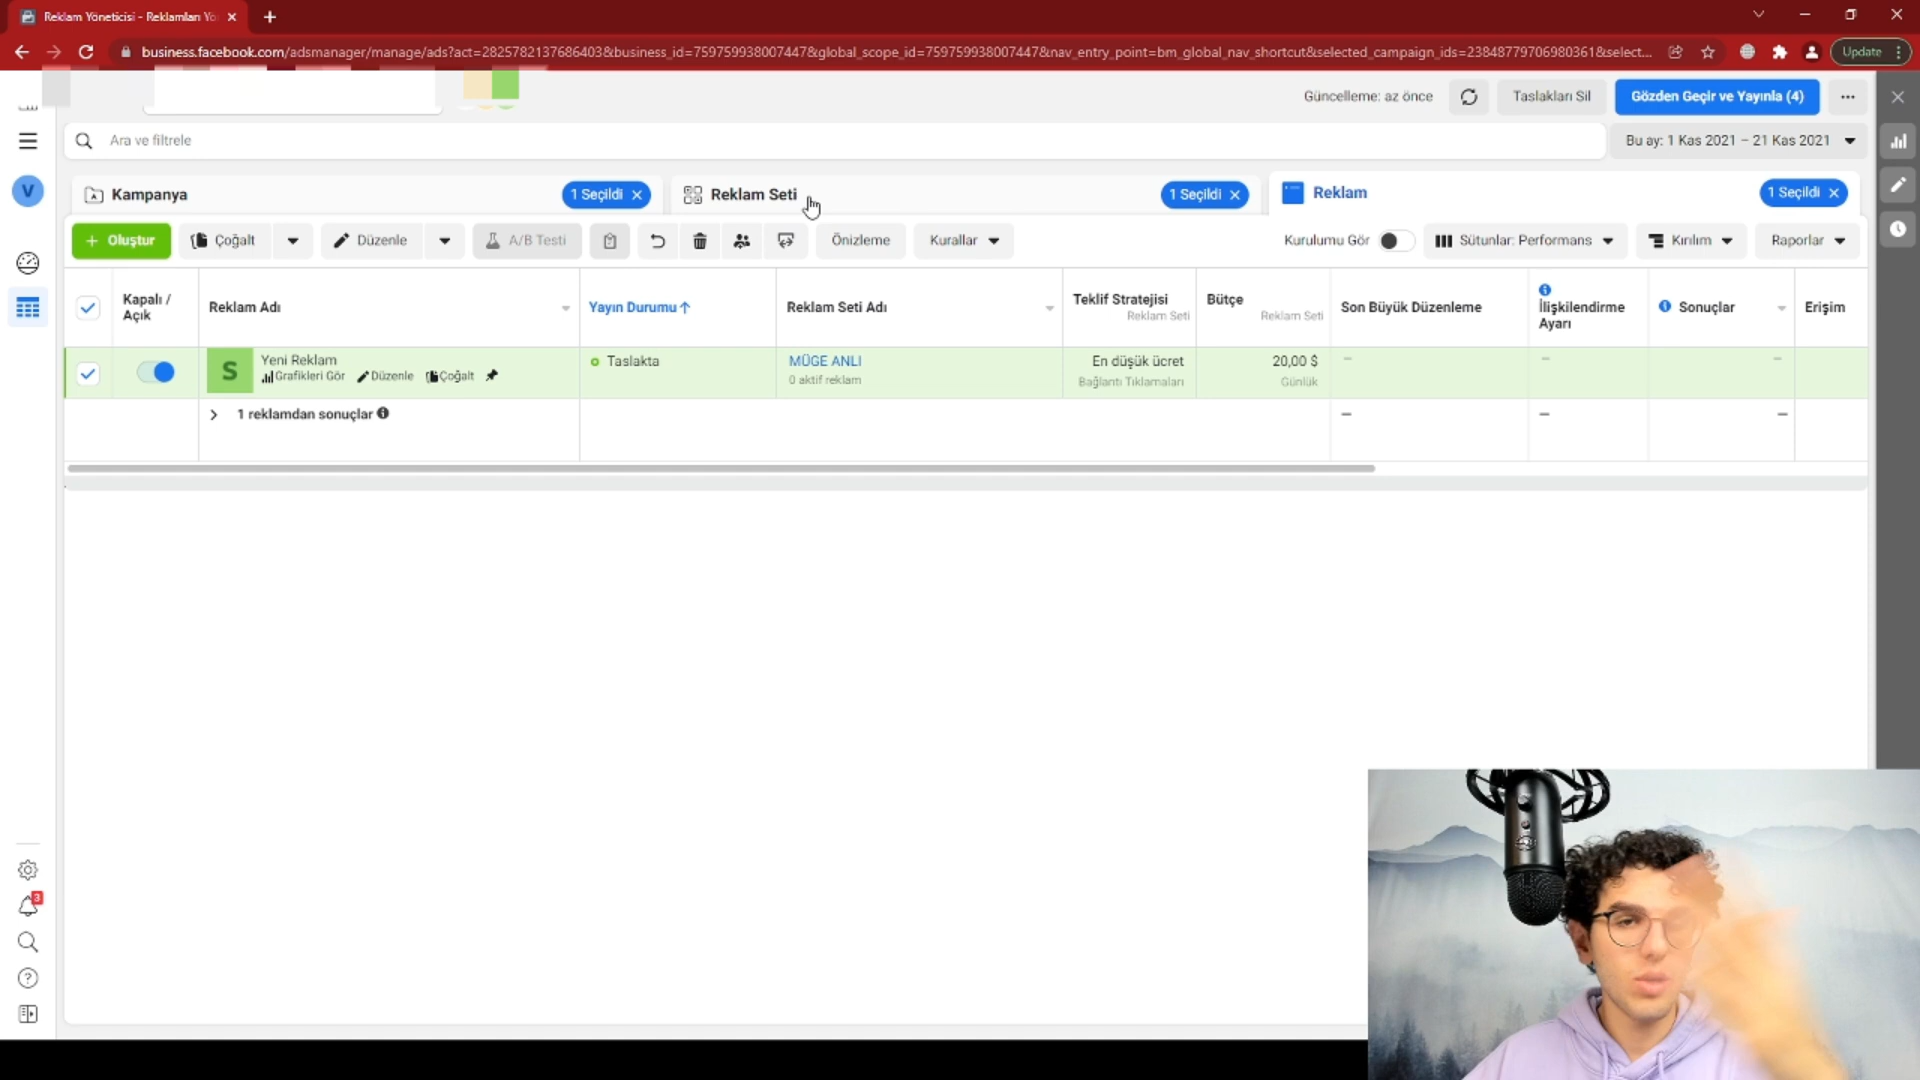 Reklam Yöneticisi - Reklamları Yö
business.facebook.com/adsmanager/manage/ads?act=2825782137686403&business_id=759759938007447&global_scope_id=759759938007447&nav_entry_point=bm_global_nav_shortcut&selected_campaign_ids=23848779706980361&select...
Update
Güncelleme: az önce
Taslakları Sil
Gözden Geçir ve Yayınla (4)
Ara ve filtrele
Bu ay: 1 Kas 2021 – 21 Kas 2021
V
Kampanya
1 Seçildi
Reklam Seti
1 Seçildi
Reklam
1 Seçildi
+ Oluştur
Çoğalt
Düzenle
A/B Testi
Önizleme
Kurallar
Kurulumu Gör
Sütunlar: Performans
Kırılım
Raporlar
Kapalı / Açık
Reklam Adı
Yayın Durumu↑
Reklam Seti Adı
Teklif Stratejisi
Reklam Seti
Bütçe
Reklam Seti
Son Büyük Düzenleme
İlişkilendirme Ayarı
Sonuçlar
Erişim
S
Yeni Reklam
Grafikleri Gör
Düzenle
Çoğalt
Taslakta
MÜGE ANLI
0 aktif reklam
En düşük ücret
Bağlantı Tıklamaları
20,00 $
Günlük
–
–
–
1 reklamdan sonuçlar
–
–
–
3